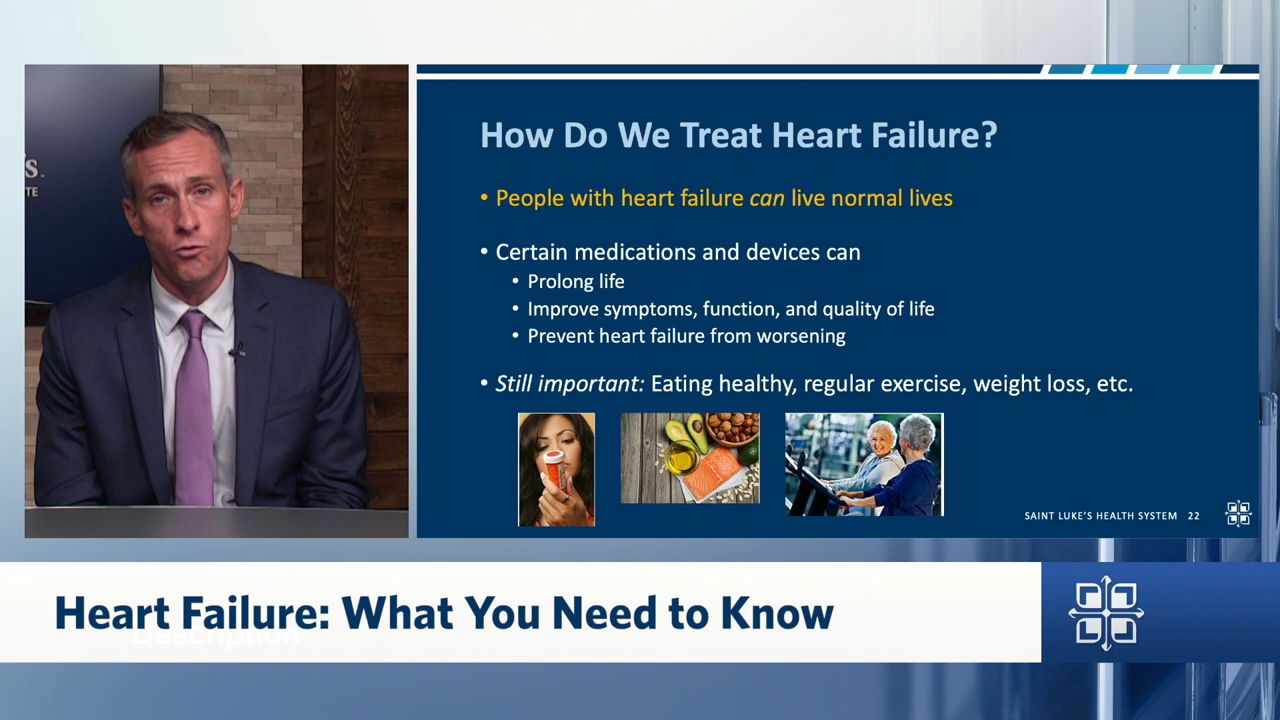 's
TE
How Do We Treat Heart Failure?
• People with heart failure can live normal lives
• Certain medications and devices can
• Prolong life
• Improve symptoms, function, and quality of life
• Prevent heart failure from worsening
• Still important: Eating healthy, regular exercise, weight loss, etc.
SAINT LUKE'S HEALTH SYSTEM 22
Heart Failure: What You Need to Know
Description